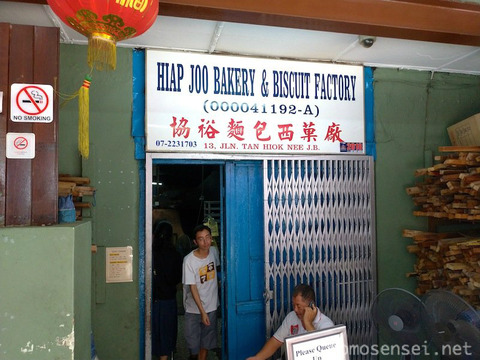 HIAP JOO BAKERY & BISCUIT FACTORY
(000041192-A)
協裕麵包西菓廠
07-2231703
13, JLN. TAN HIOK NEE J.B.
NO SMOKING
Please Queue
Up
mosensei.net